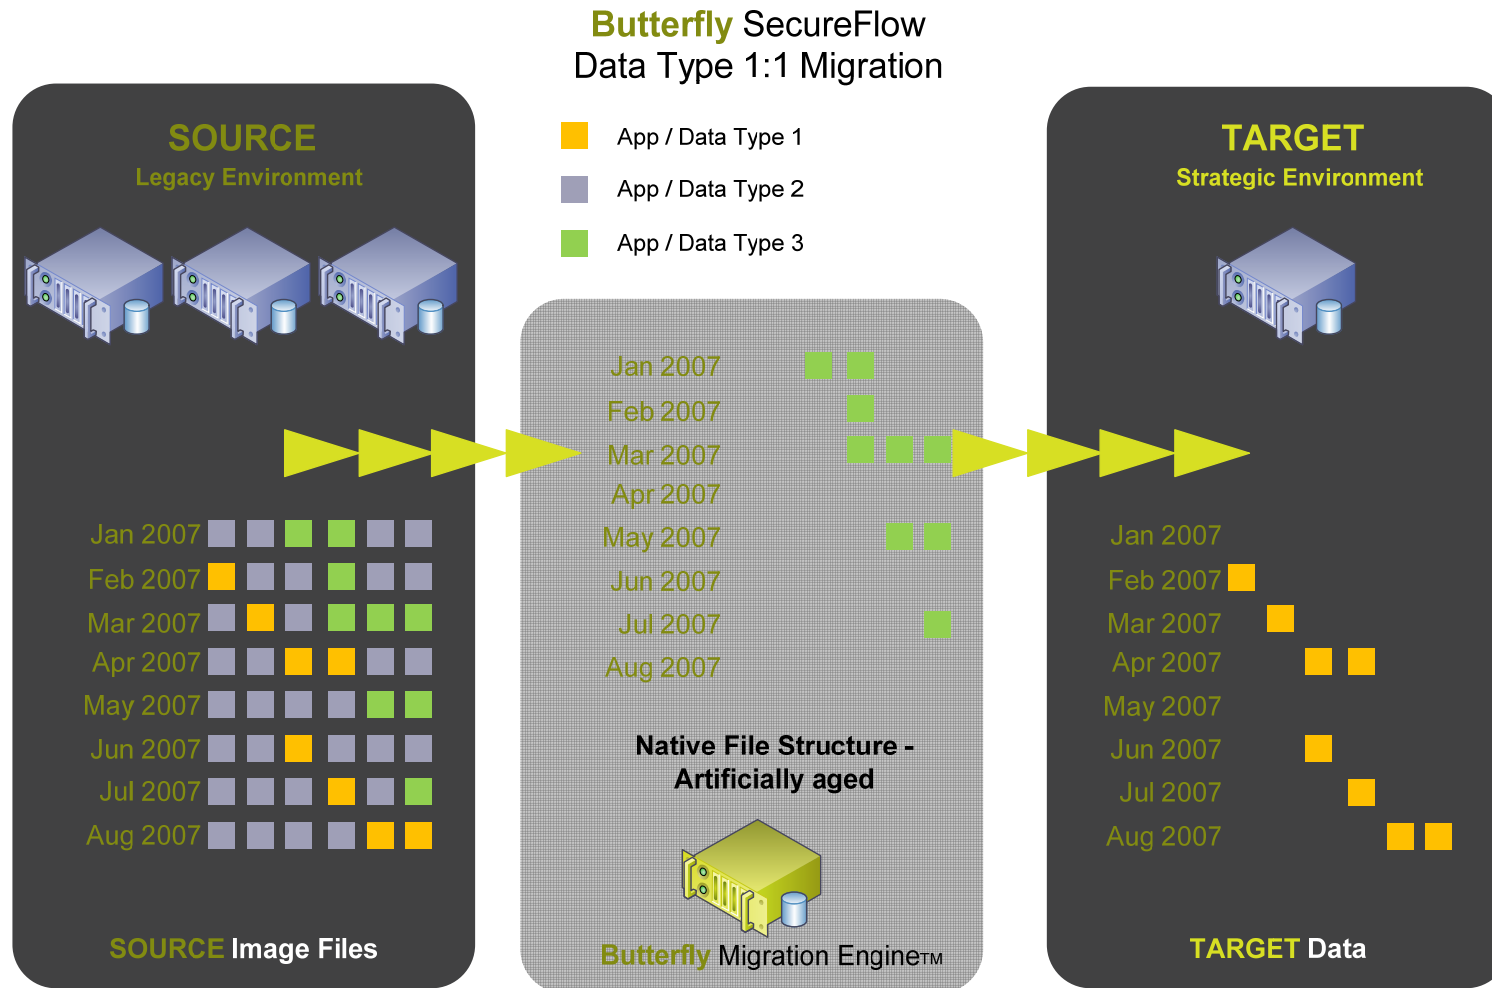 Butterfly SecureFlow
Data Type 1:1 Migration
App / Data Type 1
App / Data Type 2
App / Data Type 3
SOURCE
Legacy Environment
Jan 2007
Feb 2007
Mar 2007
Apr 2007
May 2007
Jun 2007
Jul 2007
Aug 2007
SOURCE Image Files
Jan 2007
Feb 2007
Mar 2007
Apr 2007
May 2007
Jun 2007
Jul 2007
Aug 2007
Native File Structure -
Artificially aged
Butterfly Migration Engine™
TARGET
Strategic Environment
Jan 2007
Feb 2007
Mar 2007
Apr 2007
May 2007
Jun 2007
Jul 2007
Aug 2007
TARGET Data